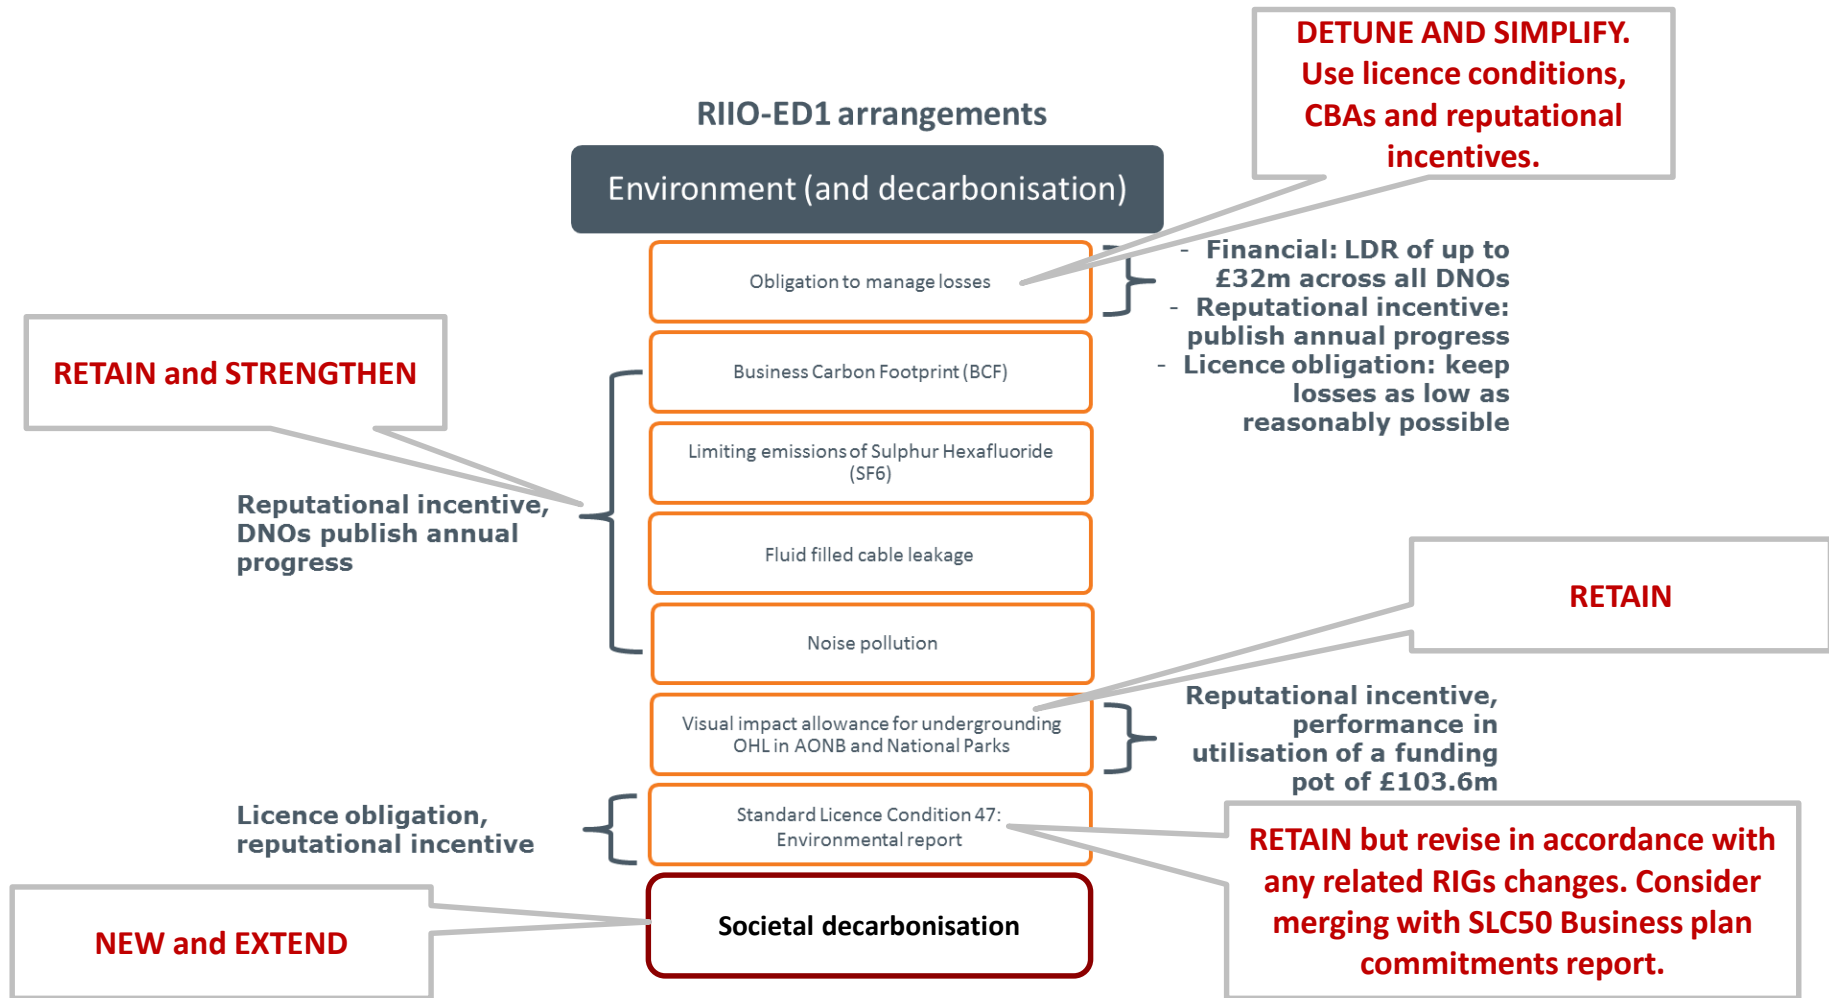 DETUNE AND SIMPLIFY.
Use licence conditions,
CBAs and reputational
incentives.
RIIO-ED1 arrangements
Environment (and decarbonisation)
Obligation to manage losses
- Financial: LDR of up to
£32m across all DNOs
- Reputational incentive:
publish annual progress
- Licence obligation: keep
losses as low as
reasonably possible
RETAIN and STRENGTHEN
Business Carbon Footprint (BCF)
Limiting emissions of Sulphur Hexafluoride
(SF6)
Reputational incentive,
DNOs publish annual
progress
Fluid filled cable leakage
RETAIN
Noise pollution
Visual impact allowance for undergrounding
OHL in AONB and National Parks
Reputational incentive,
performance in
utilisation of a funding
pot of £103.6m
Licence obligation,
reputational incentive
Standard Licence Condition 47:
Environmental report
RETAIN but revise in accordance with
any related RIGs changes. Consider
merging with SLC50 Business plan
commitments report.
NEW and EXTEND
Societal decarbonisation